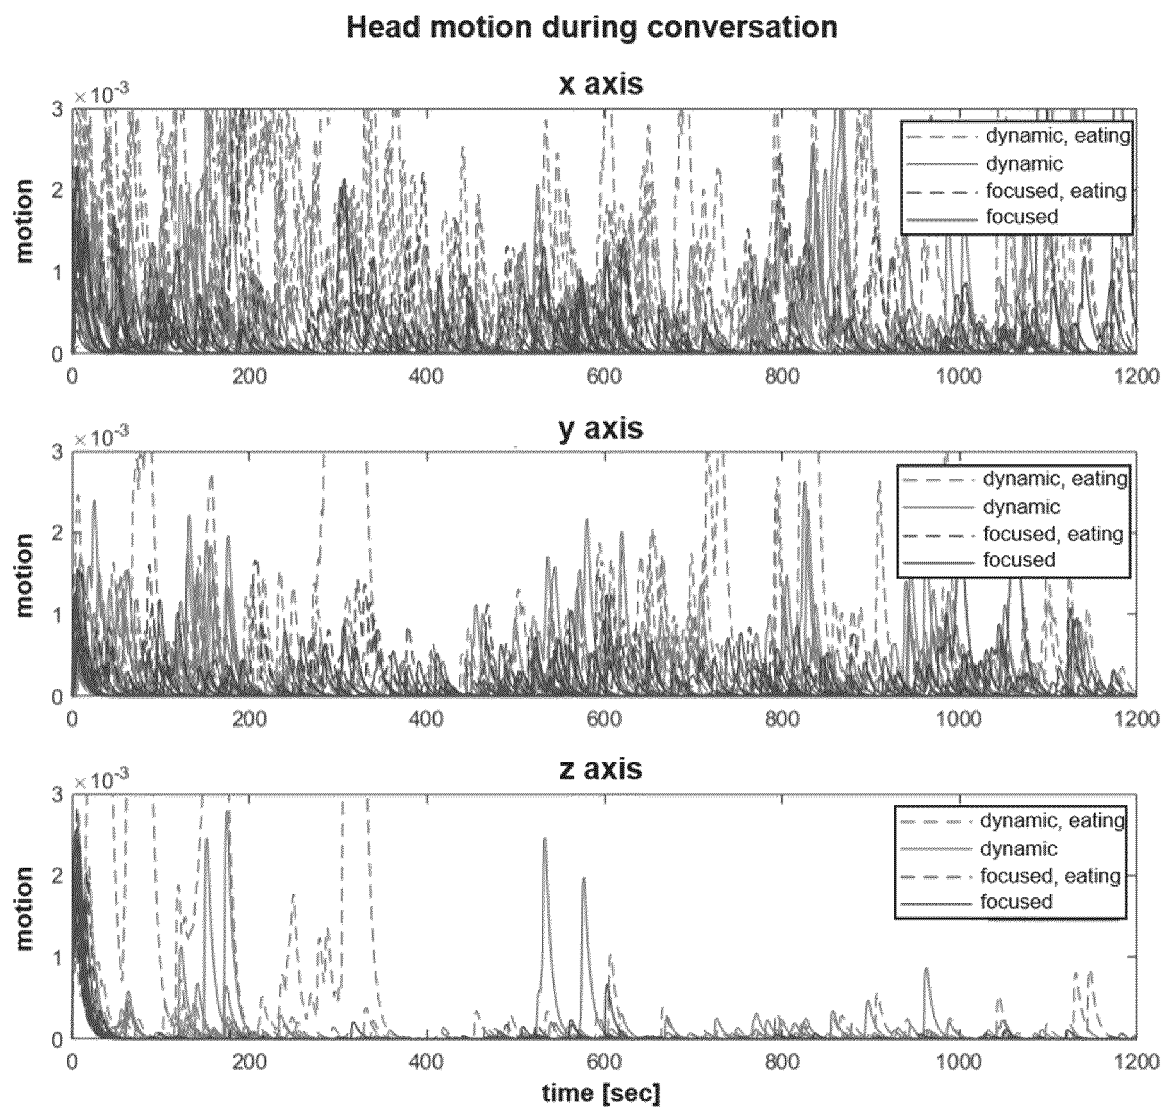 Head motion during conversation
x axis
×10-3
3
2
1
0
motion
0 200 400 600 800 1000 1200
dynamic, eating
dynamic
focused, eating
focused
y axis
×10-3
3
2
1
0
motion
0 200 400 600 800 1000 1200
dynamic, eating
dynamic
focused, eating
focused
z axis
×10-3
3
2
1
0
motion
0 200 400 600 800 1000 1200
dynamic, eating
dynamic
focused, eating
focused
time [sec]